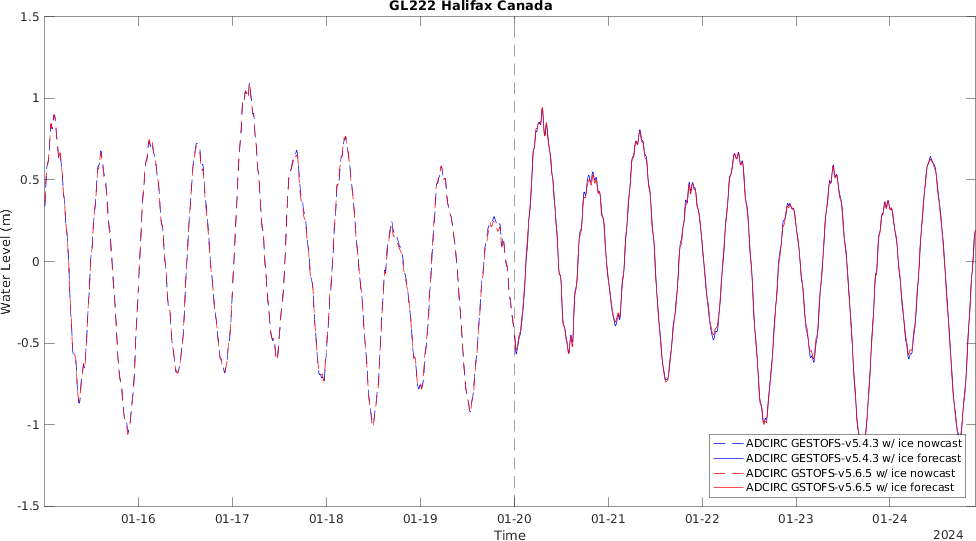 GL222 Halifax Canada
1.5
1
0.5
0
-0.5
-1
-1.5
Water Level (m)
ADCIRC GESTOFS-v5.4.3 w/ ice nowcast
ADCIRC GESTOFS-v5.4.3 w/ ice forecast
ADCIRC GSTOFS-v5.6.5 w/ ice nowcast
ADCIRC GSTOFS-v5.6.5 w/ ice forecast
01-16 01-17 01-18 01-19 01-20 01-21 01-22 01-23 01-24
Time
2024